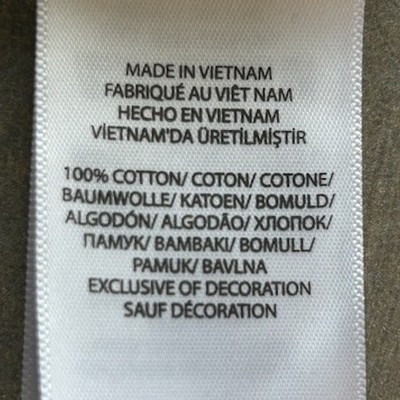 MADE IN VIETNAM
FABRIQUÉ AU VIÊT NAM
HECHO EN VIETNAM
VİETNAM'DA ÜRETİLMİŞTİR
100% COTTON/ COTON/ COTONE/
BAUMWOLLE/ KATOEN/ BOMULD/
ALGODÓN/ ALGODÃO/ ХЛОПОК/
ПАМУК/ BAMBAKI/ BOMULL/
PAMUK/ BAVLNA
EXCLUSIVE OF DECORATION
SAUF DÉCORATION